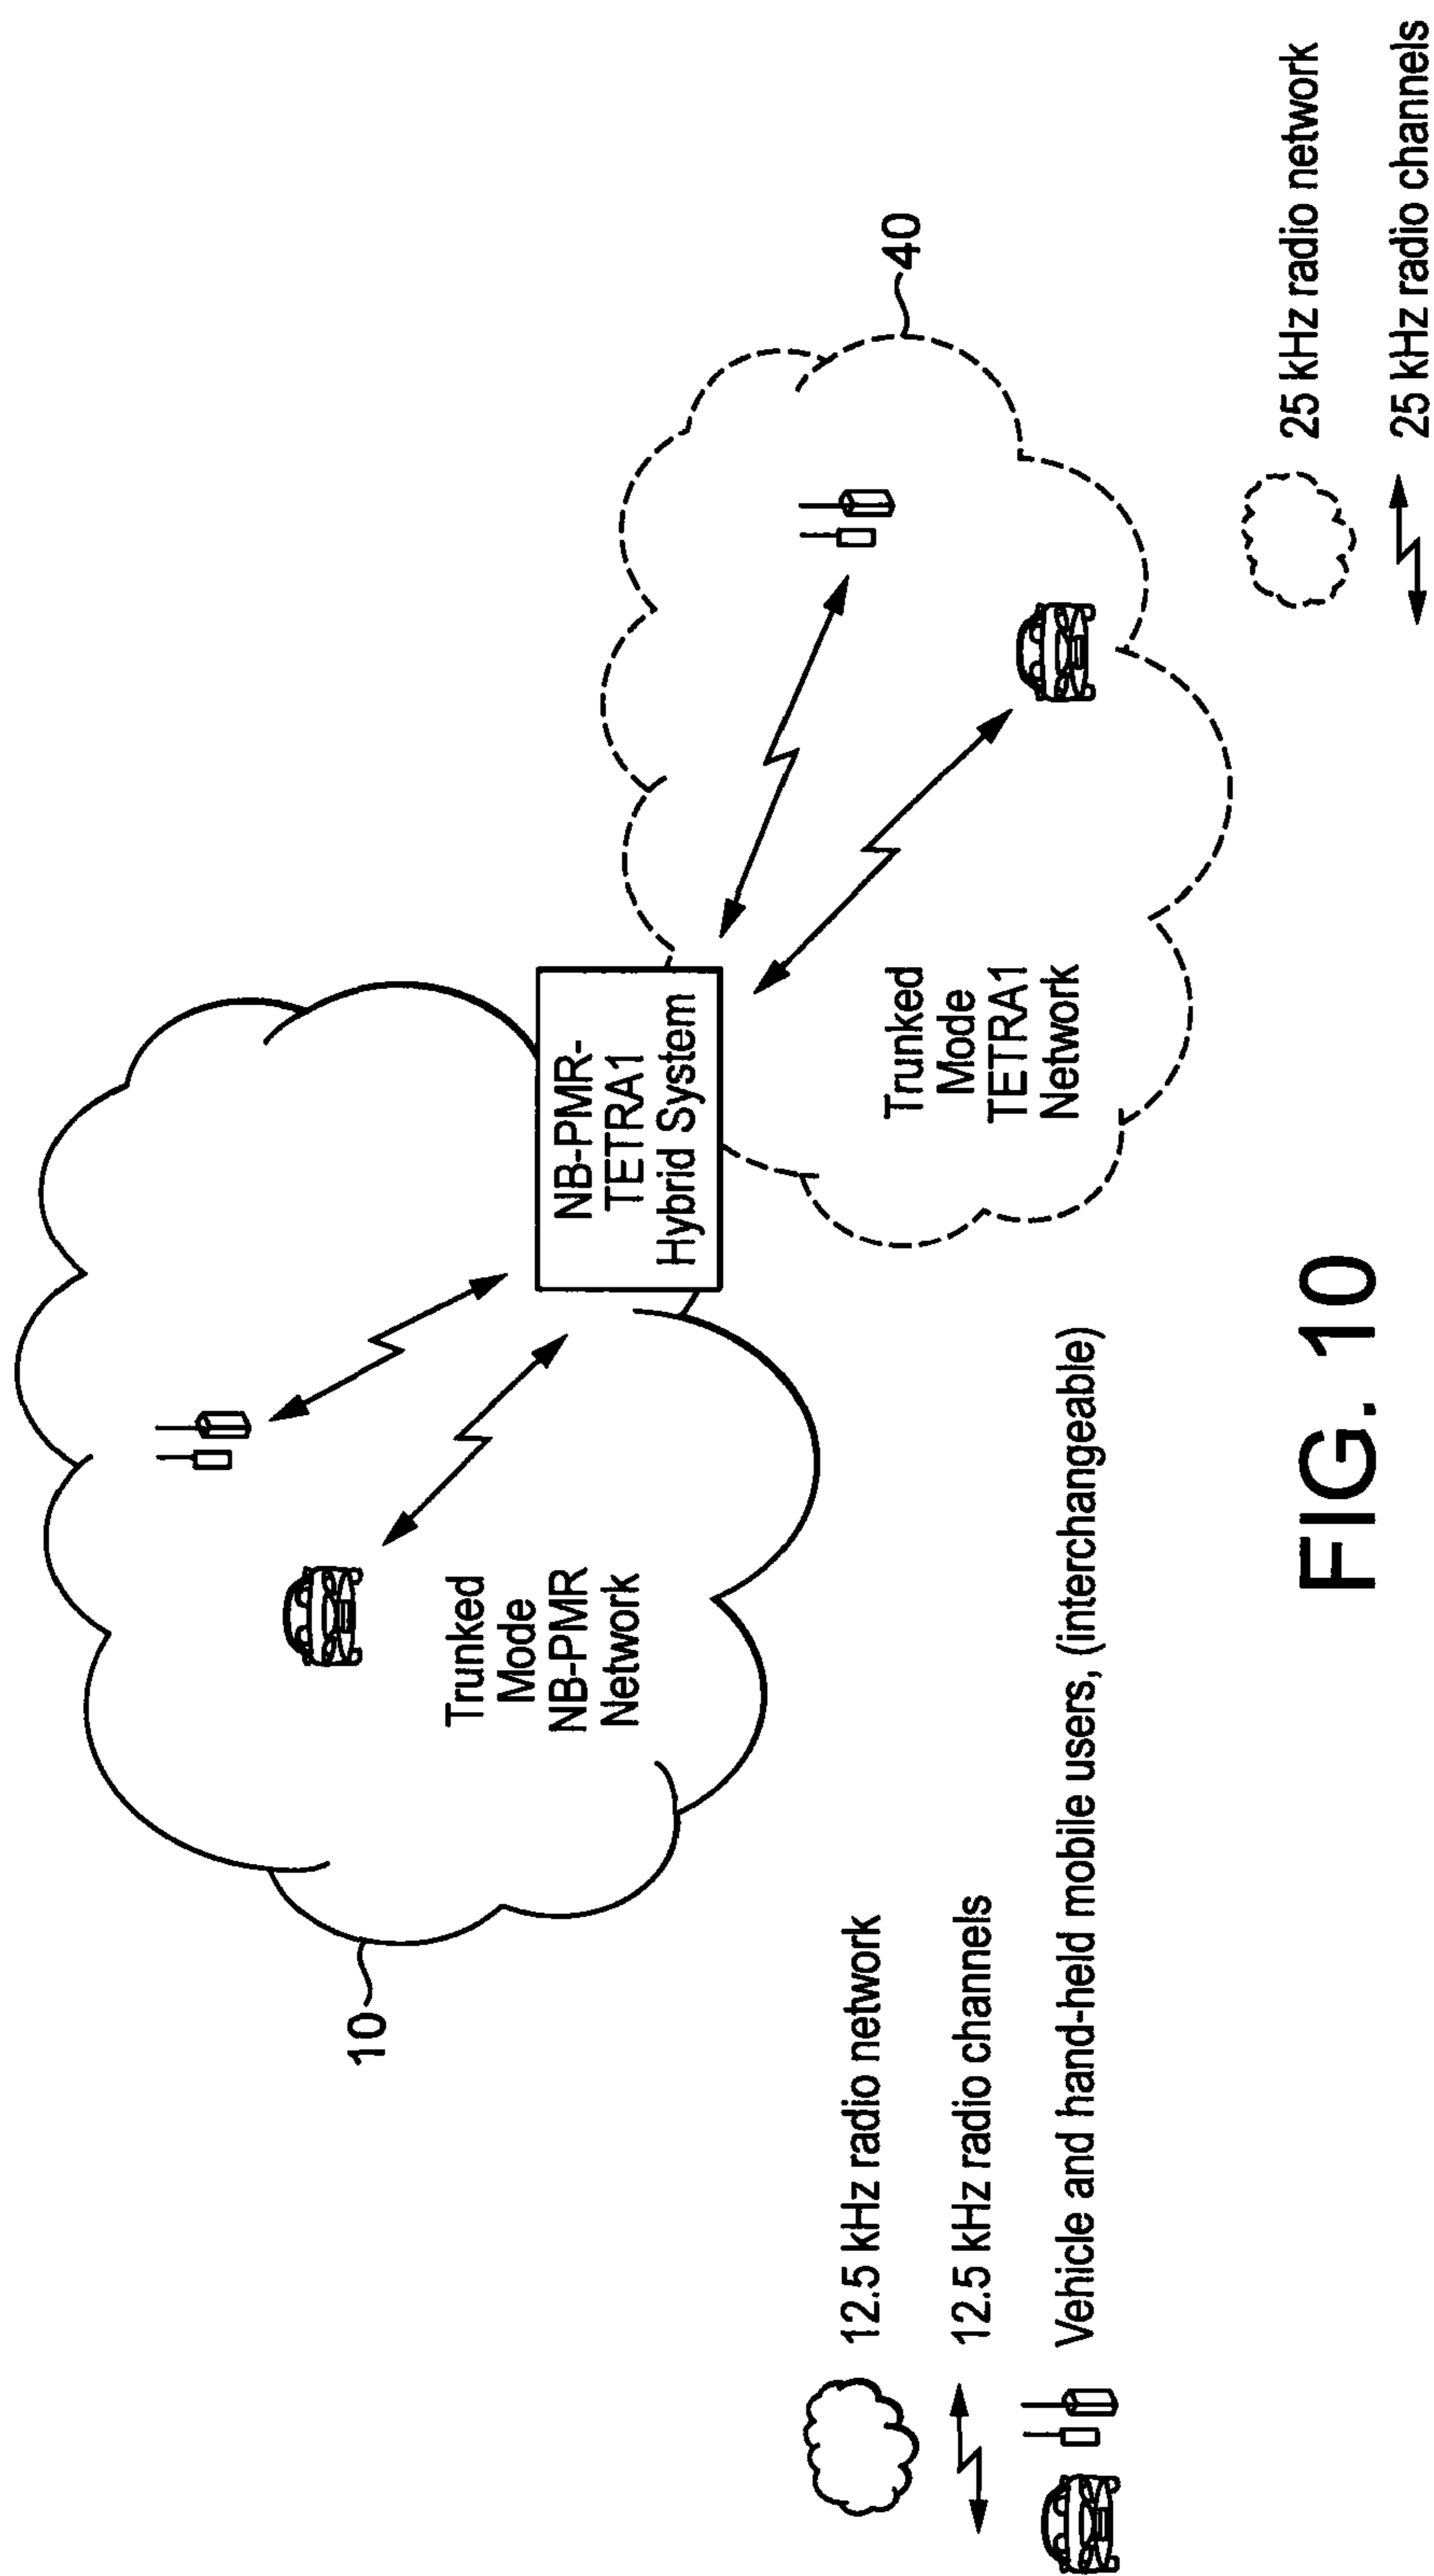 10
Trunked
Mode
NB-PMR
Network
NB-PMR-
TETRA1
Hybrid System
40
Trunked
Mode
TETRA1
Network
12.5 kHz radio network
12.5 kHz radio channels
Vehicle and hand-held mobile users, (interchangeable)
25 kHz radio network
25 kHz radio channels
FIG. 10